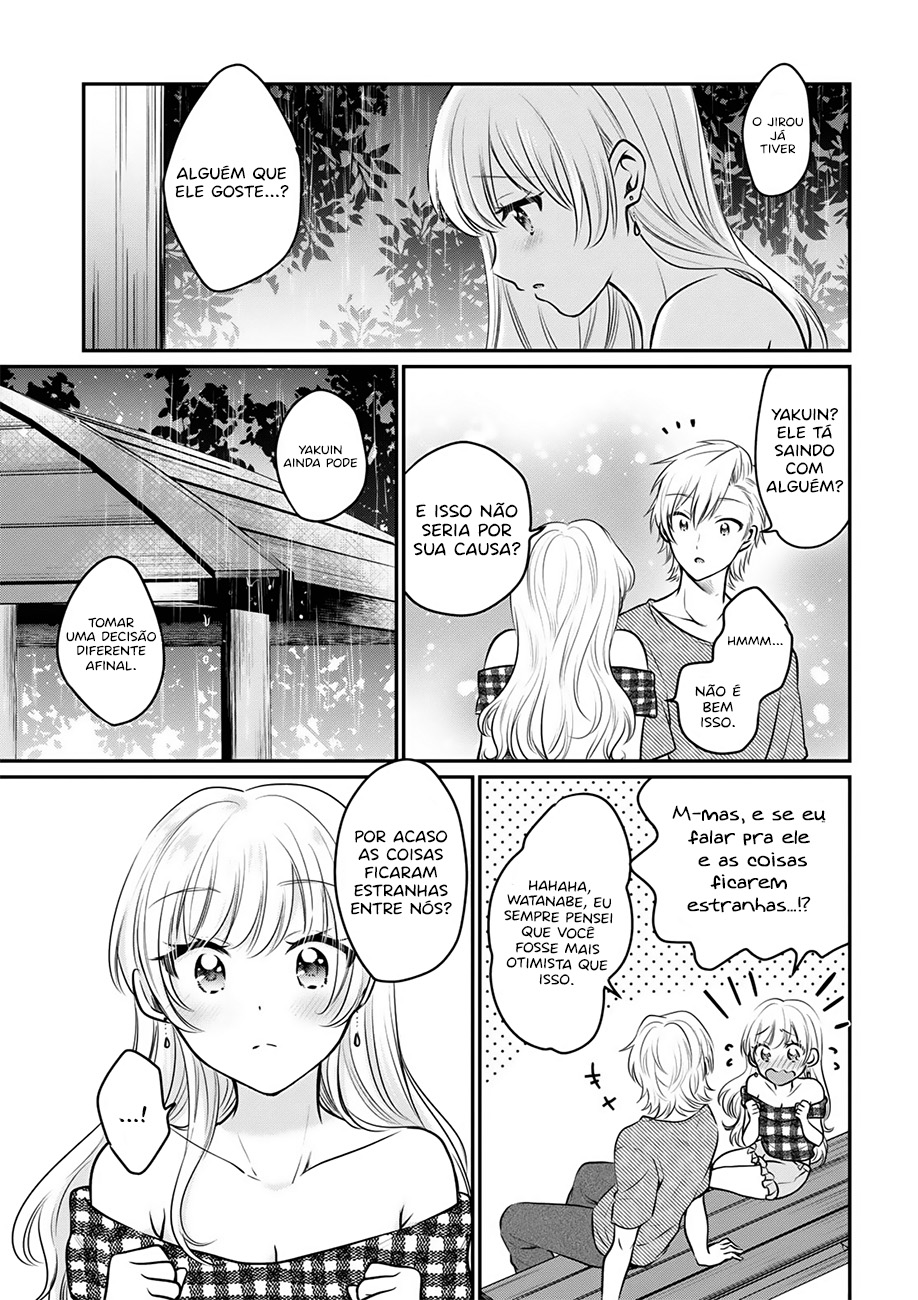 O JIROU
JÁ
TIVER
ALGUÉM QUE
ELE GOSTE...?
YAKUIN?
ELE TÁ
SAINDO
COM
ALGUÉM?
E ISSO NÃO
SERIA POR
SUA CAUSA?
HMMM...
NÃO É
BEM
ISSO.
YAKUIN
AINDA PODE
TOMAR
UMA DECISÃO
DIFERENTE
AFINAL.
M-mas, e se eu
falar pra ele
e as coisas
ficarem
estranhas...!?
HAHAHA,
WATANABE, EU
SEMPRE PENSEI
QUE VOCÊ
FOSSE MAIS
OTIMISTA QUE
ISSO.
POR ACASO
AS COISAS
FICARAM
ESTRANHAS
ENTRE NÓS?
...!